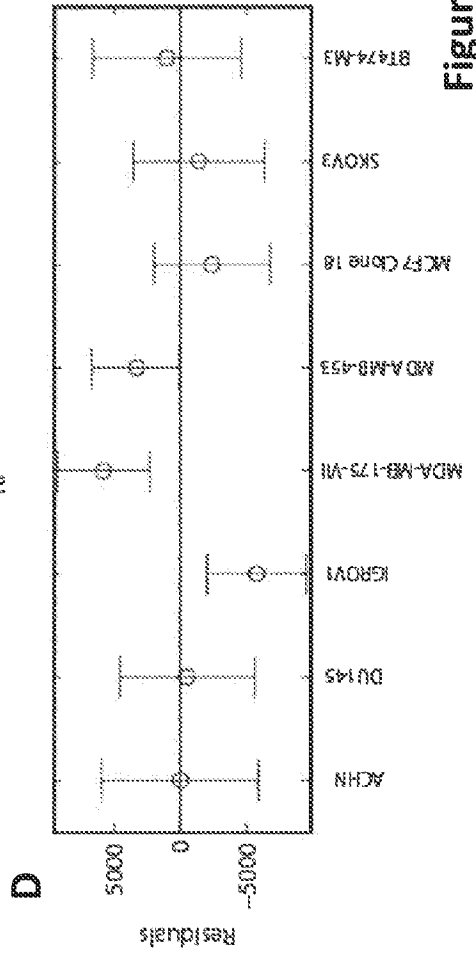 D
Residuals
5000
0
-5000
ACHN
DU145
IGROV1
MDA-MB-175-VII
MDA-MB-453
MCF7 Clone 18
SKOV3
BT474-M3
Figur